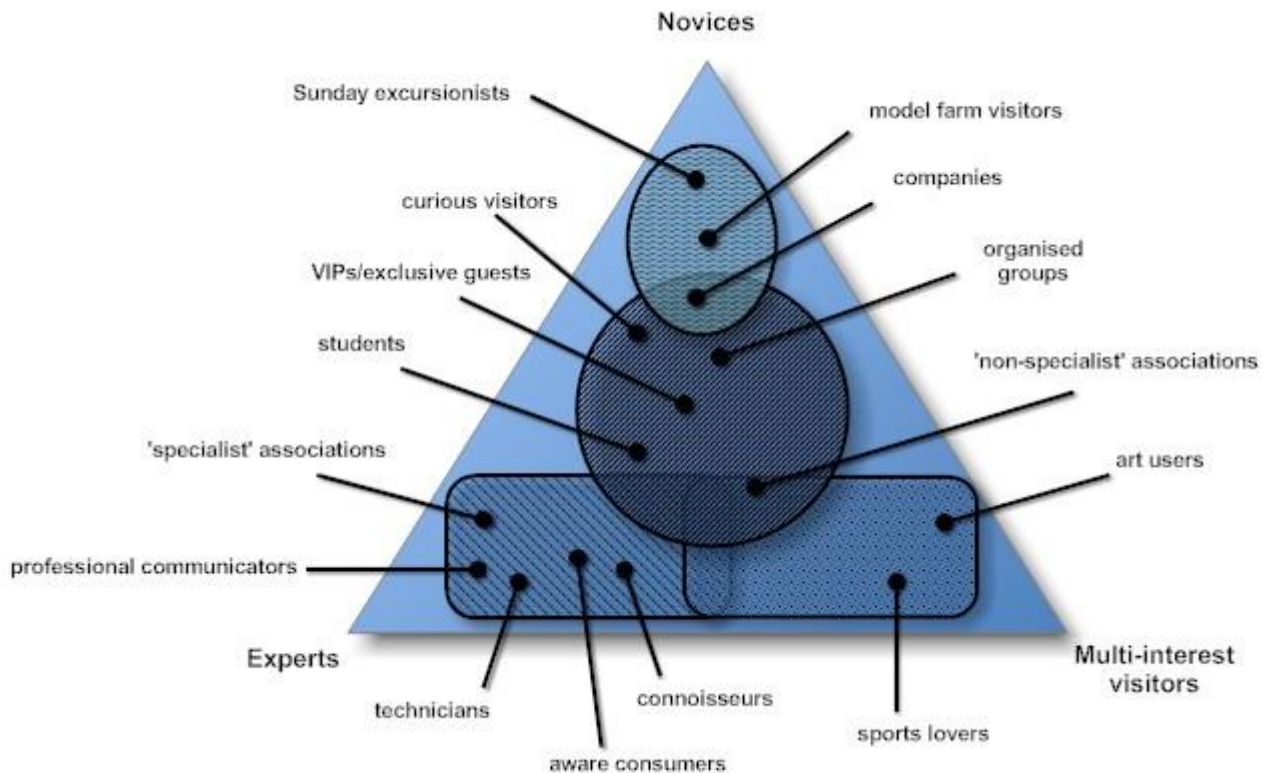 Novices
Sunday excursionists
model farm visitors
companies
curious visitors
organised
groups
VIPs/exclusive guests
students
'non-specialist' associations
'specialist' associations
art users
professional communicators
Experts
Multi-interest
visitors
technicians
connoisseurs
sports lovers
aware consumers